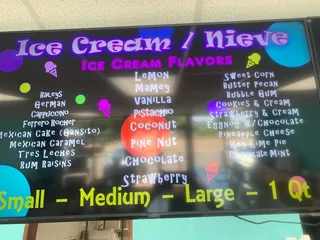 Ice Cream / Nieve
Ice Cream Flavors
Baileys
German
Cappuccino
Ferrero Rocher
Mexican Cake (Gansito)
Mexican Caramel
Tres Leches
Rum Raisins
Lemon
Mamey
Vanilla
Pistachio
Coconut
Pine Nut
Chocolate
Strawberry
Sweet Corn
Butter Pecan
Bubble Gum
Cookies & Cream
Strawberry & Cream
Eggnog w/Chocolate
Pineapple Cheese
Key Lime Pie
Chocolate Mint
Small - Medium - Large - 1 Qt